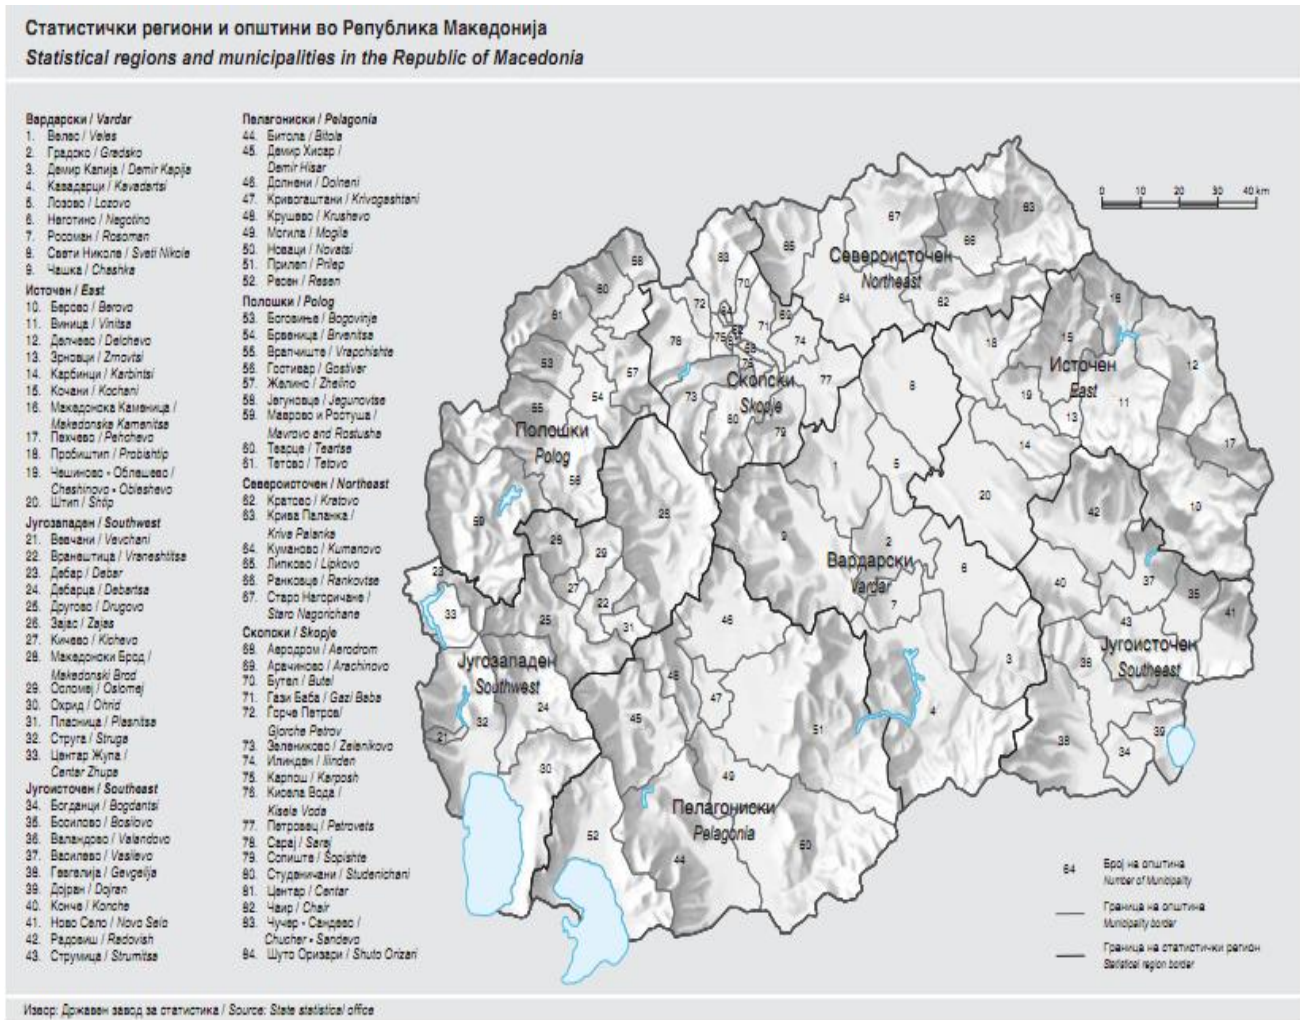 Статистички региони и општини во Република Македонија
Statistical regions and municipalities in the Republic of Macedonia
Вардарски / Vardar
1. Велес / Veles
2. Градско / Gradsko
3. Демир Капија / Demir Kapija
4. Кавадарци / Kavadartsi
5. Лозово / Lozovo
6. Неготино / Negotino
7. Росоман / Rosoman
8. Свети Николе / Sveti Nikole
9. Чашка / Chashka
Источен / East
10. Берово / Berovo
11. Виница / Vinitsa
12. Делчево / Delchevo
13. Зрновци / Zrnovtsi
14. Карбинци / Karbintsi
15. Кочани / Kochani
16. Македонска Каменица /
Makedonska Kamenitsa
17. Пехчево / Pehchevo
18. Пробиштип / Probishtip
19. Чешиново - Облешево /
Cheshinovo - Obleshevo
20. Штип / Shtip
Југозападен / Southwest
21. Вевчани / Vevchani
22. Вранештица / Vraneshtitsa
23. Дебар / Debar
24. Дебарца / Debartsa
25. Другово / Drugovo
26. Зајас / Zajas
27. Кичево / Kichevo
28. Македонски Брод /
Makedonski Brod
29. Осломеј / Oslomej
30. Охрид / Ohrid
31. Пласница / Plasnitsa
32. Струга / Struga
33. Центар Жупа /
Centar Zhupa
Југоисточен / Southeast
34. Богданци / Bogdantsi
35. Босилово / Bosilovo
36. Валандово / Valandovo
37. Василево / Vasilevo
38. Гевгелија / Gevgelija
39. Дојран / Dojran
40. Конче / Konche
41. Ново Село / Novo Selo
42. Радовиш / Radovish
43. Струмица / Strumitsa
Пелагониски / Pelagonia
44. Битола / Bitola
45. Демир Хисар /
Demir Hisar
46. Долнени / Dolneni
47. Кривогаштани / Krivogashtani
48. Крушево / Krushevo
49. Могила / Mogila
50. Новаци / Novatsi
51. Прилеп / Prilep
52. Ресен / Resen
Полошки / Polog
53. Боговиње / Bogovinje
54. Брвеница / Brvenitsa
55. Врапчиште / Vrapchishte
56. Гостивар / Gostivar
57. Желино / Zhelino
58. Јегуновце / Jegunovtse
59. Маврово и Ростуша /
Mavrovo and Rostusha
60. Теарце / Teartse
61. Тетово / Tetovo
Североисточен / Northeast
62. Кратово / Kratovo
63. Крива Паланка /
Kriva Palanka
64. Куманово / Kumanovo
65. Липково / Lipkovo
66. Ранковце / Rankovtse
67. Старо Нагоричане /
Staro Nagorichane
Скопски / Skopje
68. Аеродром / Aerodrom
69. Арачиново / Arachinovo
70. Бутел / Butel
71. Гази Баба / Gazi Baba
72. Ѓорче Петров/
Gjorche Petrov
73. Зелениково / Zelenikovo
74. Илинден / Ilinden
75. Карпош / Karposh
76. Кисела Вода /
Kisela Voda
77. Петровец / Petrovets
78. Сарај / Saraj
79. Сопиште / Sopishte
80. Студеничани / Studenichani
81. Центар / Centar
82. Чаир / Chair
83. Чучер - Сандево /
Chucher - Sandevo
84. Шуто Оризари / Shuto Orizari
0 10 20 30 40 km
Североисточен
Northeast
Источен
East
Скопски
Skopje
Полошки
Polog
Вардарски
Vardar
Југозападен
Southwest
Југоисточен
Southeast
Пелагониски
Pelagonia
64 Број на општина
Number of Municipality
Граница на општина
Municipality border
Граница на статистички регион
Statistical region border
Извор: Државен завод за статистика / Source: State statistical office